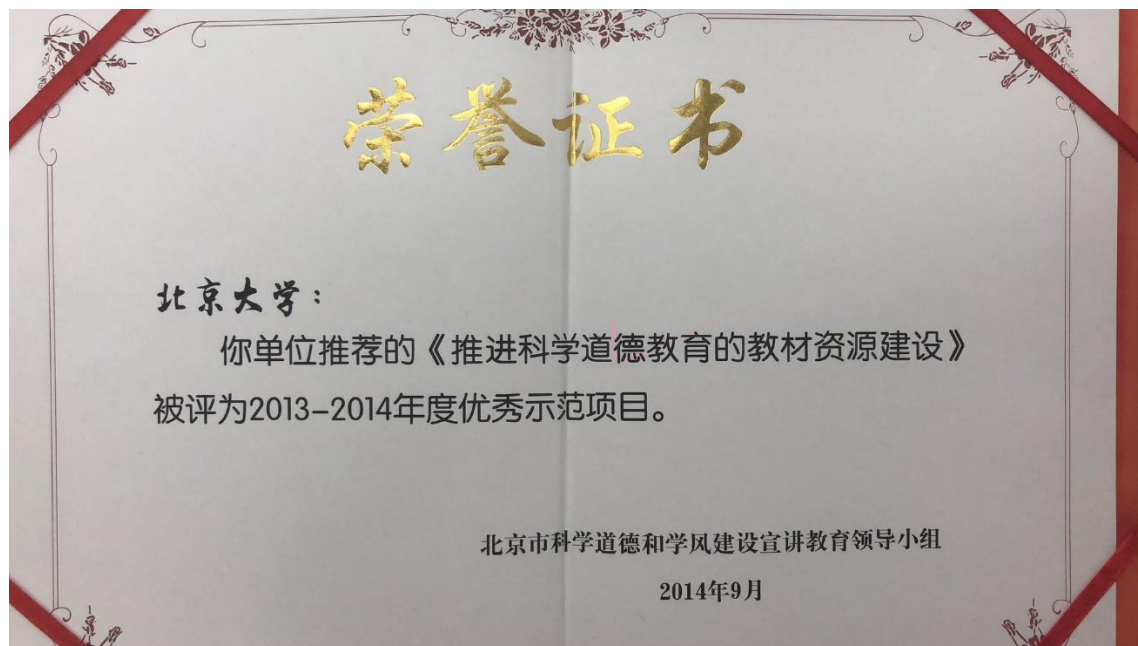 荣誉证书
北京大学：
你单位推荐的《推进科学道德教育的教材资源建设》
被评为2013-2014年度优秀示范项目。
北京市科学道德和学风建设宣讲教育领导小组
2014年9月